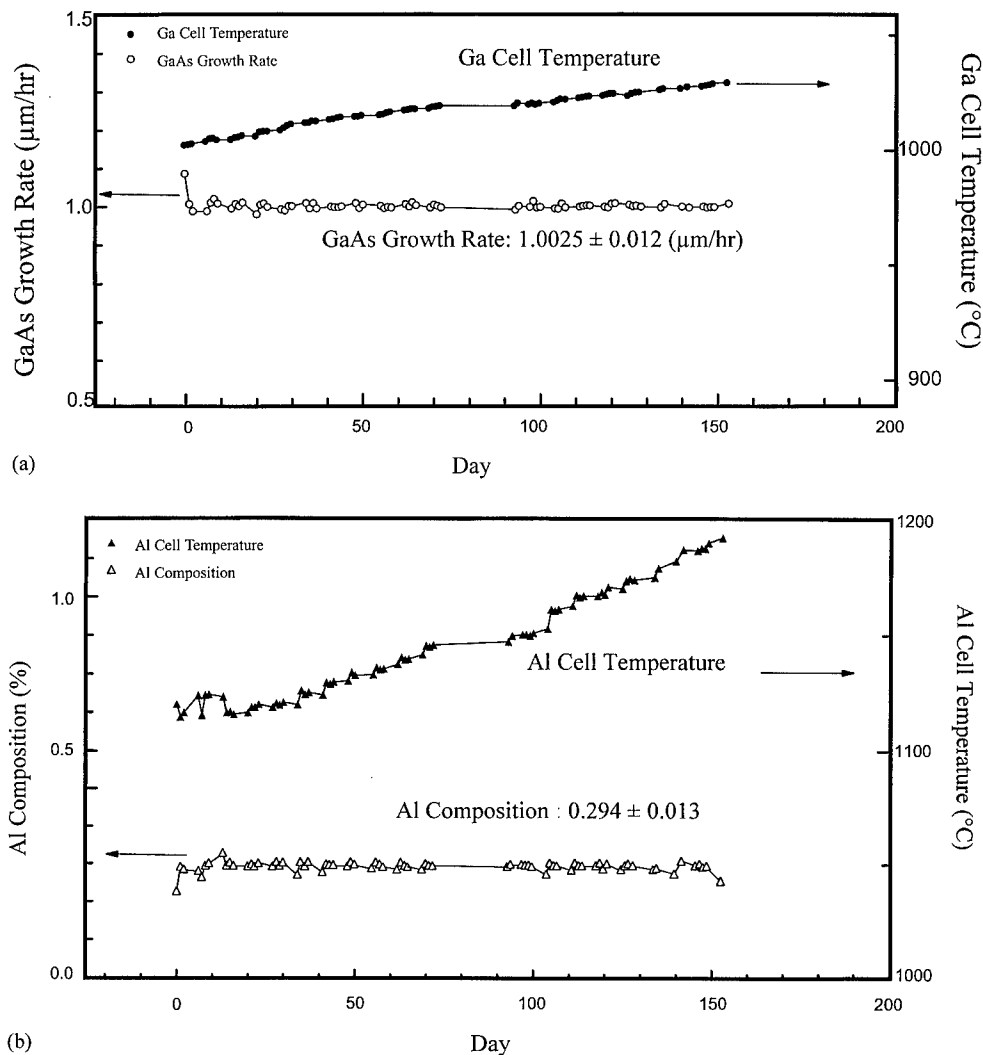 1.5
Ga Cell Temperature
GaAs Growth Rate
Ga Cell Temperature
1000
1.0
GaAs Growth Rate: 1.0025 ± 0.012 (µm/hr)
900
0.5
0
50
100
150
200
GaAs Growth Rate (µm/hr)
Ga Cell Temperature (°C)
(a)
Day
1200
Al Cell Temperature
Al Composition
1.0
Al Cell Temperature
0.5
1100
Al Composition : 0.294 ± 0.013
0.0
1000
0
50
100
150
200
Al Composition (%)
Al Cell Temperature (°C)
(b)
Day